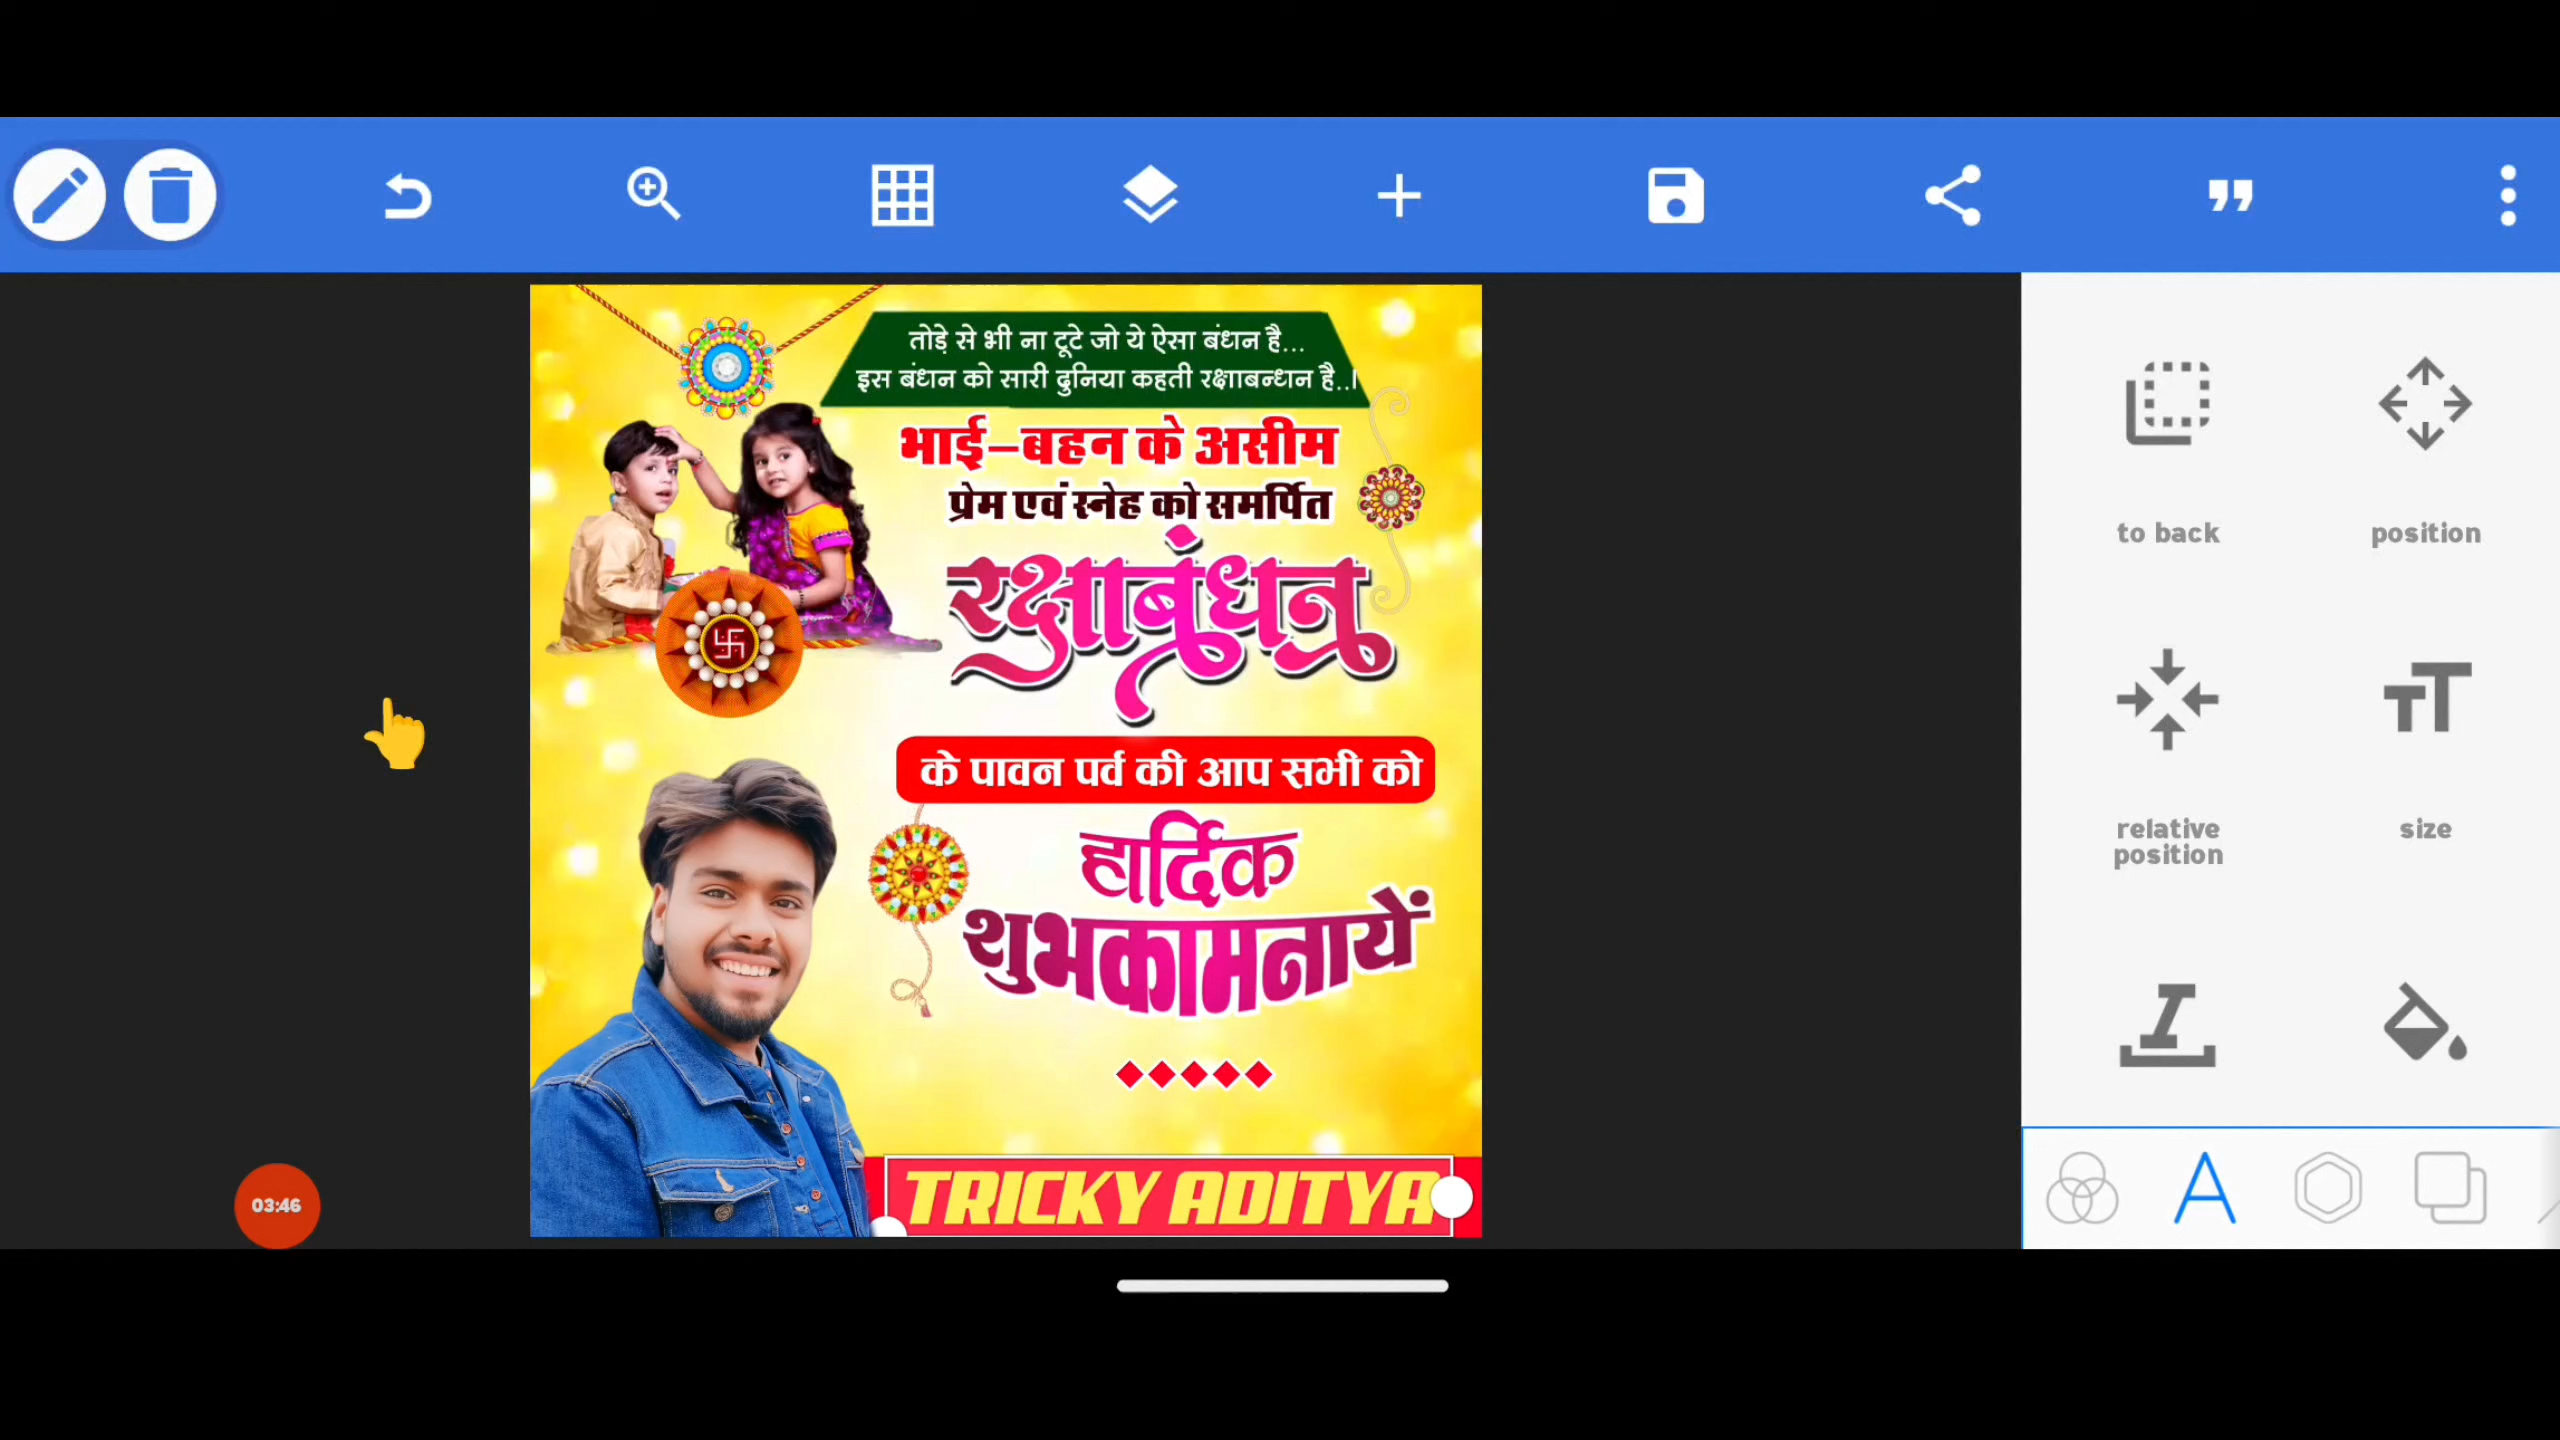 तोड़े से भी ना टूटे जो ये ऐसा बंधन है...
इस बंधन को सारी दुनिया कहती रक्षाबन्धन है..।
भाई-बहन के असीम
प्रेम एवं स्नेह को समर्पित
रक्षाबंधन
के पावन पर्व की आप सभी को
हार्दिक
शुभकामनायें
TRICKY ADITYA
to back
position
relative
position
size
03:46